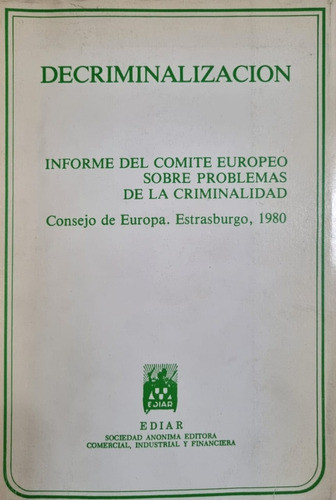 DECRIMINALIZACION
INFORME DEL COMITE EUROPEO
SOBRE PROBLEMAS
DE LA CRIMINALIDAD
Consejo de Europa. Estrasburgo, 1980
EDIAR
EDIAR
SOCIEDAD ANONIMA EDITORA
COMERCIAL, INDUSTRIAL Y FINANCIERA